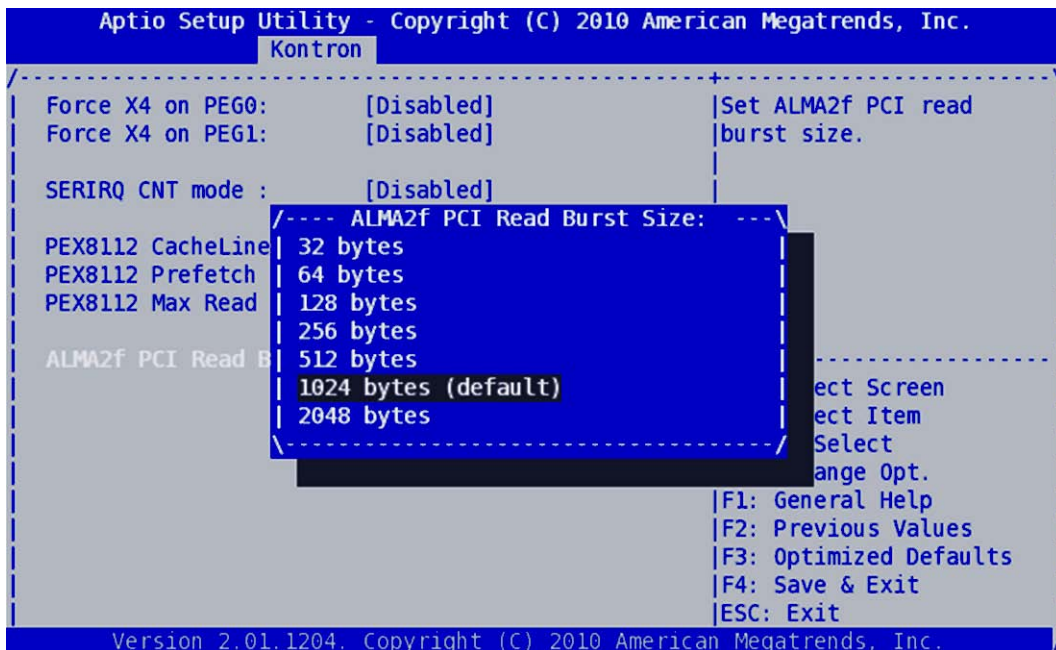 Aptio Setup Utility - Copyright (C) 2010 American Megatrends, Inc.
Kontron
Force X4 on PEG0: [Disabled]
Force X4 on PEG1: [Disabled]
SERIRQ CNT mode : [Disabled]
PEX8112 CacheLine
PEX8112 Prefetch
PEX8112 Max Read
ALMA2f PCI Read B
ALMA2f PCI Read Burst Size:
32 bytes
64 bytes
128 bytes
256 bytes
512 bytes
1024 bytes (default)
2048 bytes
Set ALMA2f PCI read
burst size.
ect Screen
ect Item
Select
ange Opt.
F1: General Help
F2: Previous Values
F3: Optimized Defaults
F4: Save & Exit
ESC: Exit
Version 2.01.1204. Copyright (C) 2010 American Megatrends, Inc.